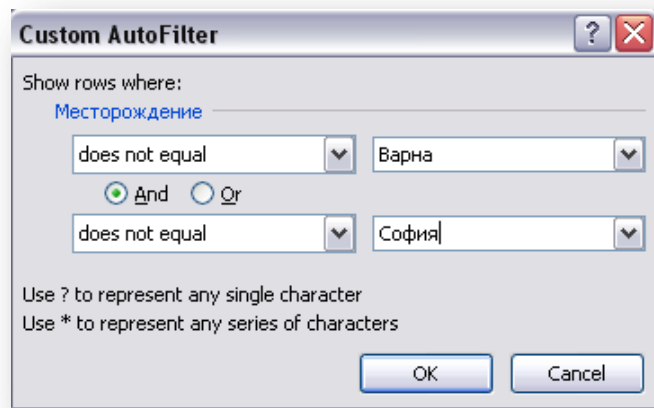 Custom AutoFilter
Show rows where:
Месторождение
does not equal Варна
And Or
does not equal София
Use ? to represent any single character
Use * to represent any series of characters
OK Cancel